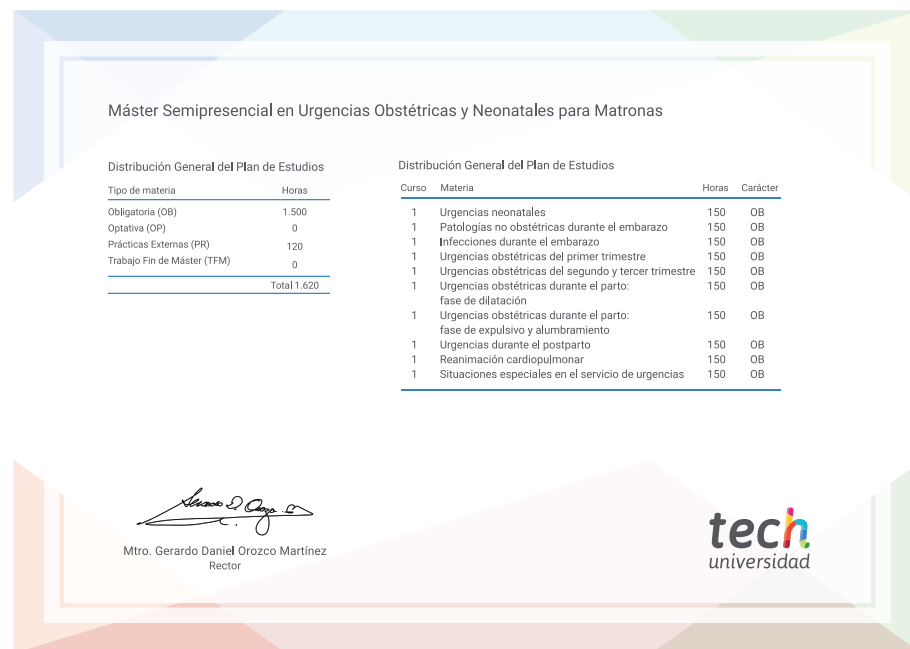 Máster Semipresencial en Urgencias Obstétricas y Neonatales para Matronas
Distribución General del Plan de Estudios
Tipo de materia Horas
Obligatoria (OB) 1.500
Optativa (OP) 0
Prácticas Externas (PR) 120
Trabajo Fin de Máster (TFM) 0
Total 1.620
Distribución General del Plan de Estudios
Curso Materia Horas Carácter
1 Urgencias neonatales 150 OB
1 Patologías no obstétricas durante el embarazo 150 OB
1 Infecciones durante el embarazo 150 OB
1 Urgencias obstétricas del primer trimestre 150 OB
1 Urgencias obstétricas del segundo y tercer trimestre 150 OB
1 Urgencias obstétricas durante el parto: 150 OB
fase de dilatación
1 Urgencias obstétricas durante el parto: 150 OB
fase de expulsivo y alumbramiento
1 Urgencias durante el postparto 150 OB
1 Reanimación cardiopulmonar 150 OB
1 Situaciones especiales en el servicio de urgencias 150 OB
Mtro. Gerardo Daniel Orozco Martínez
Rector
tech
universidad